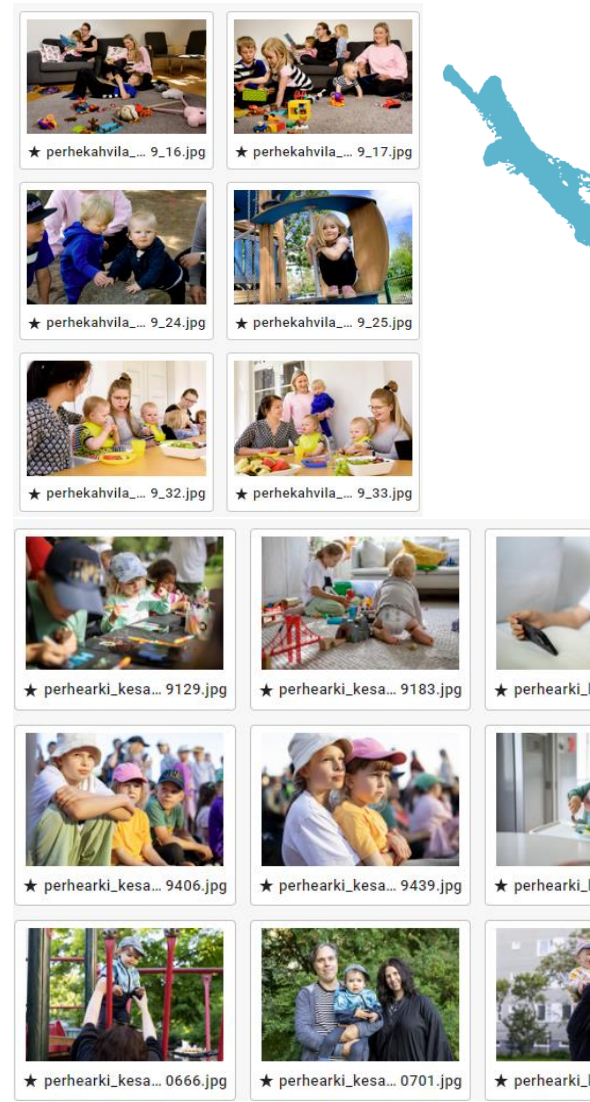 ★ perhekahvila_... 9_16.jpg
★ perhekahvila_... 9_17.jpg
★ perhekahvila_... 9_24.jpg
★ perhekahvila_... 9_25.jpg
★ perhekahvila_... 9_32.jpg
★ perhekahvila_... 9_33.jpg
★ perhearki_kesa... 9129.jpg
★ perhearki_kesa... 9183.jpg
★ perhearki_
★ perhearki_kesa... 9406.jpg
★ perhearki_kesa... 9439.jpg
★ perhearki_
★ perhearki_kesa... 0666.jpg
★ perhearki_kesa... 0701.jpg
★ perhearki_